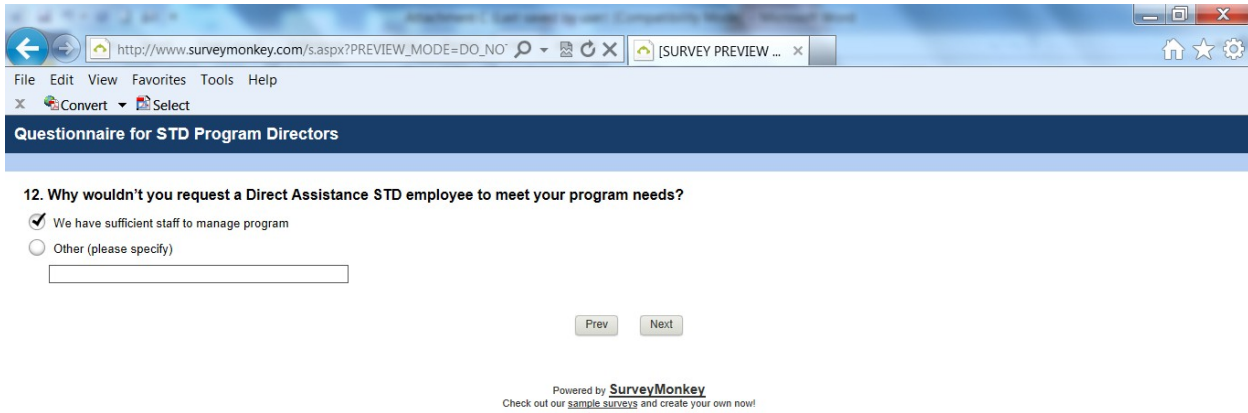 http://www.surveymonkey.com/s.aspx?PREVIEW_MODE=DO_NO
[SURVEY PREVIEW ...
File Edit View Favorites Tools Help
x Convert Select
Questionnaire for STD Program Directors
12. Why wouldn't you request a Direct Assistance STD employee to meet your program needs?
We have sufficient staff to manage program
Other (please specify)
Prev Next
Powered by SurveyMonkey
Check out our sample surveys and create your own now!